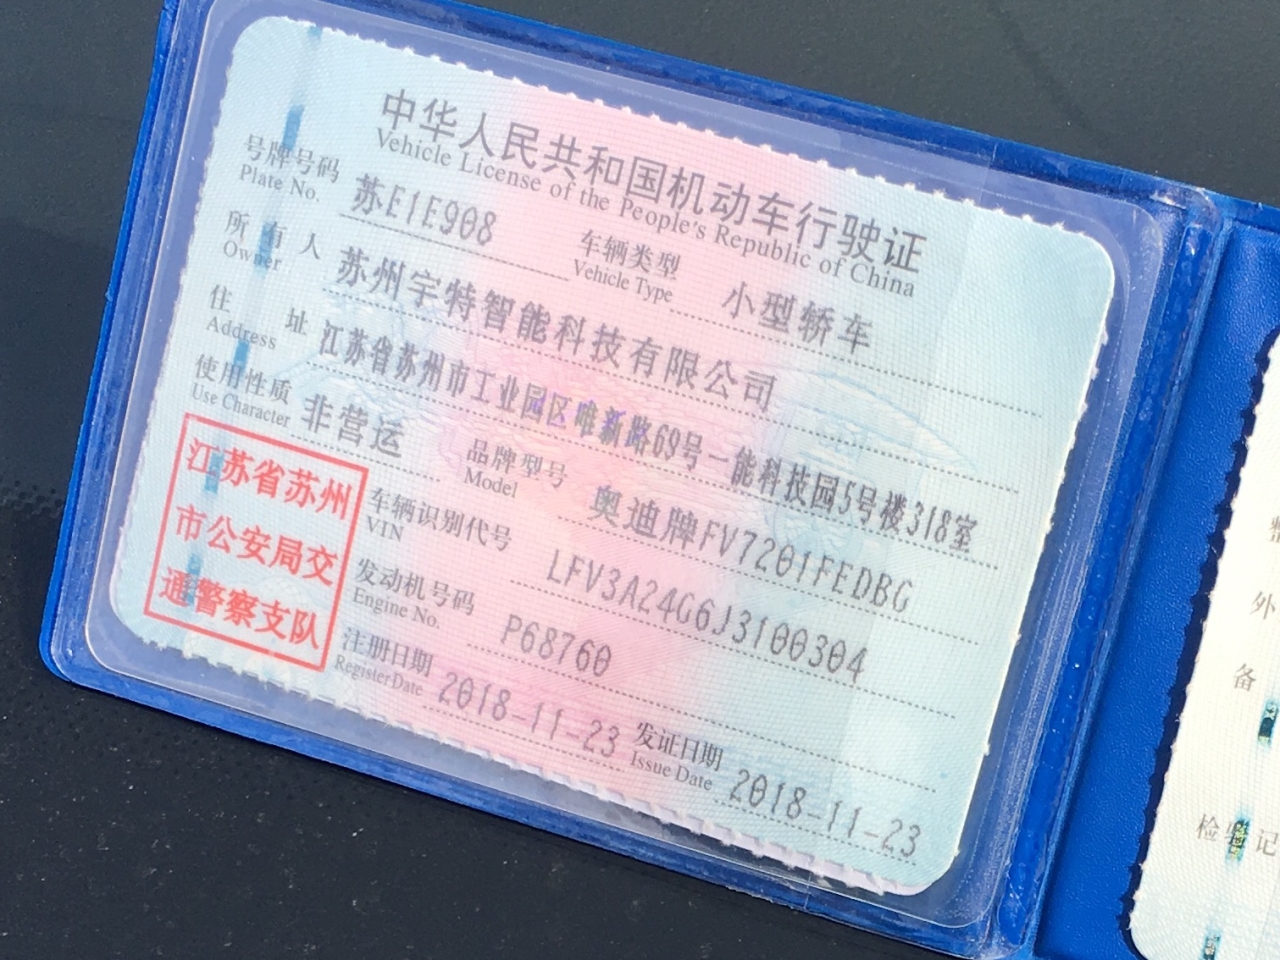 中华人民共和国机动车行驶证
Vehicle License of the People's Republic of China
号牌号码 苏E1E908 车辆类型 小型轿车
Plate No. Vehicle Type
所有人 苏州宇特智能科技有限公司
Owner
住址 江苏省苏州市工业园区唯新路69号一能科技园5号楼318室
Address
使用性质 非营运 品牌型号 奥迪牌FV7201FEDBG
Use Character Model
车辆识别代号 LFV3A24G6J3100304
VIN
发动机号码 P68760
Engine No.
注册日期 2018-11-23 发证日期 2018-11-23
Register Date Issue Date
江苏省苏州
市公安局交
通警察支队
外
备
检验记